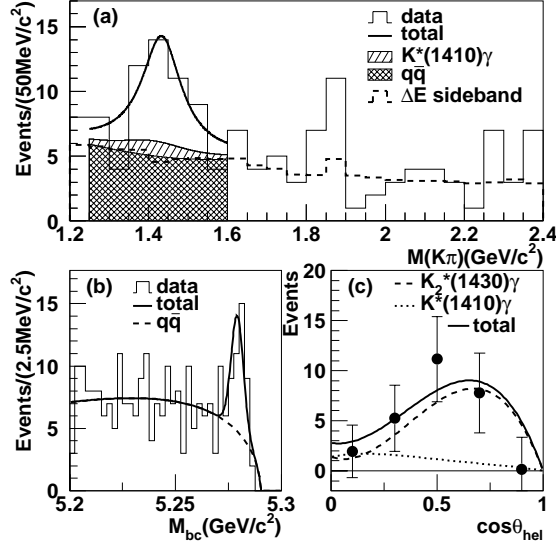 (a)
data
total
K*(1410)γ
qq̅
ΔE sideband
Events/(50MeV/c²)
15
10
5
0
1.2 1.4 1.6 1.8 2 2.2 2.4
M(Kπ)(GeV/c²)
(b)
data
total
qq̅
Events/(2.5MeV/c²)
15
10
5
0
5.2 5.25 5.3
M_bc(GeV/c²)
(c)
K₂*(1430)γ
K*(1410)γ
total
Events
20
15
10
5
0
0 0.5 1
cosθ_hel